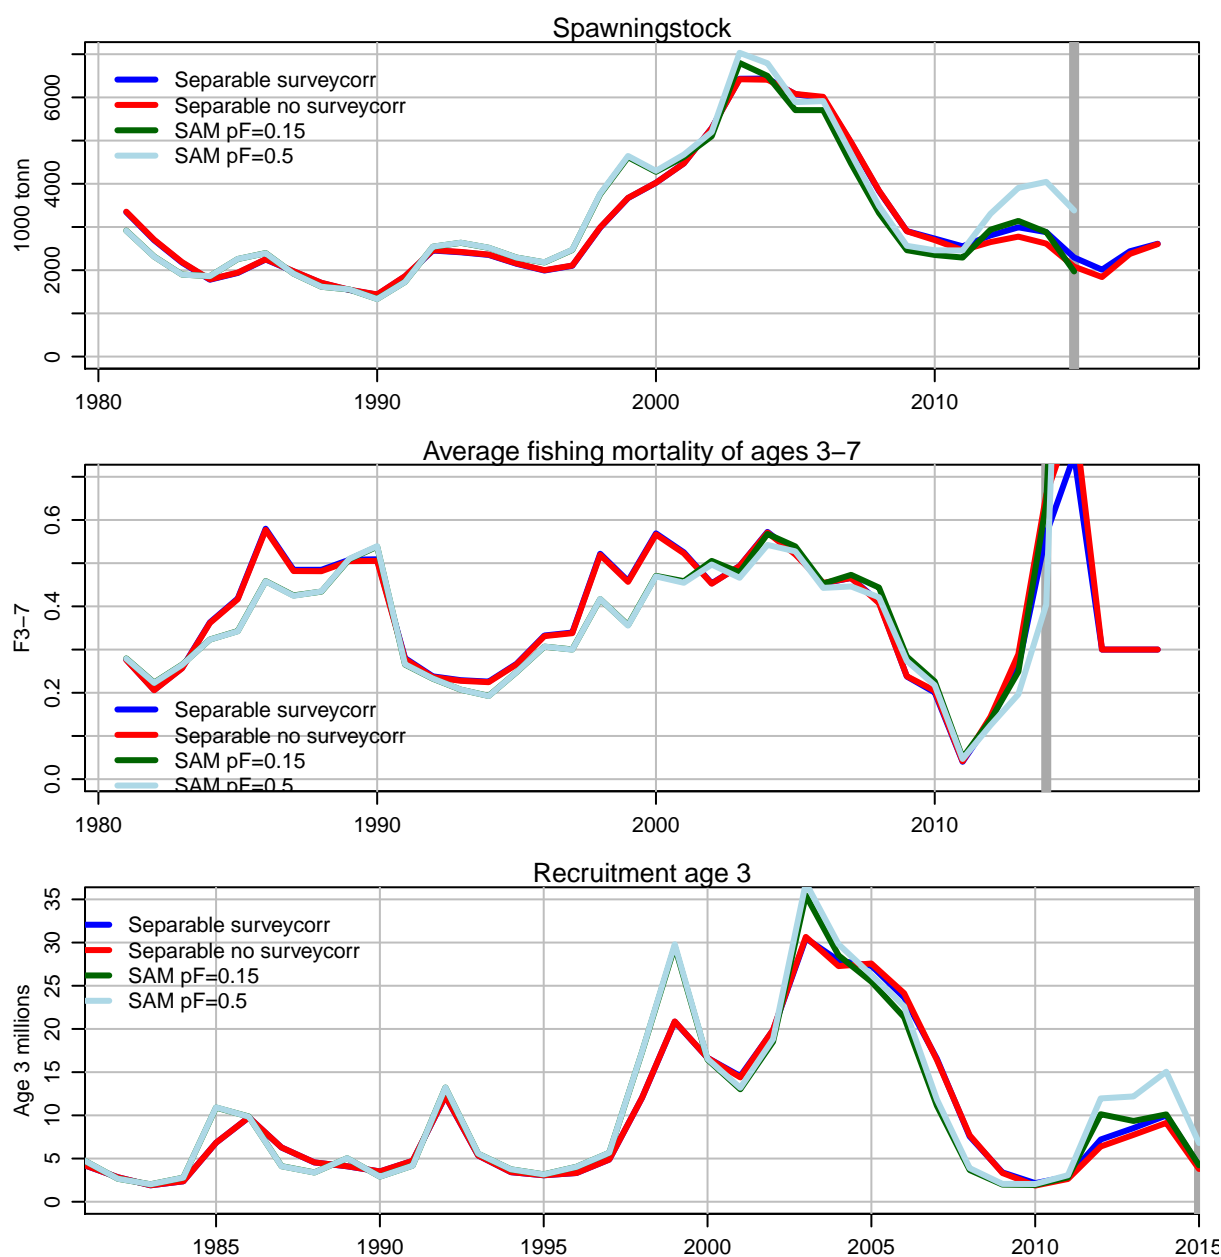 Spawningstock
6000
4000
2000
0
1000 tonn
Separable surveycorr
Separable no surveycorr
SAM pF=0.15
SAM pF=0.5
1980 1990 2000 2010
Average fishing mortality of ages 3−7
0.6
0.4
0.2
0.0
F3−7
Separable surveycorr
Separable no surveycorr
SAM pF=0.15
SAM pF=0.5
1980 1990 2000 2010
Recruitment age 3
35
30
25
20
15
10
5
0
Age 3 millions
Separable surveycorr
Separable no surveycorr
SAM pF=0.15
SAM pF=0.5
1985 1990 1995 2000 2005 2010 2015